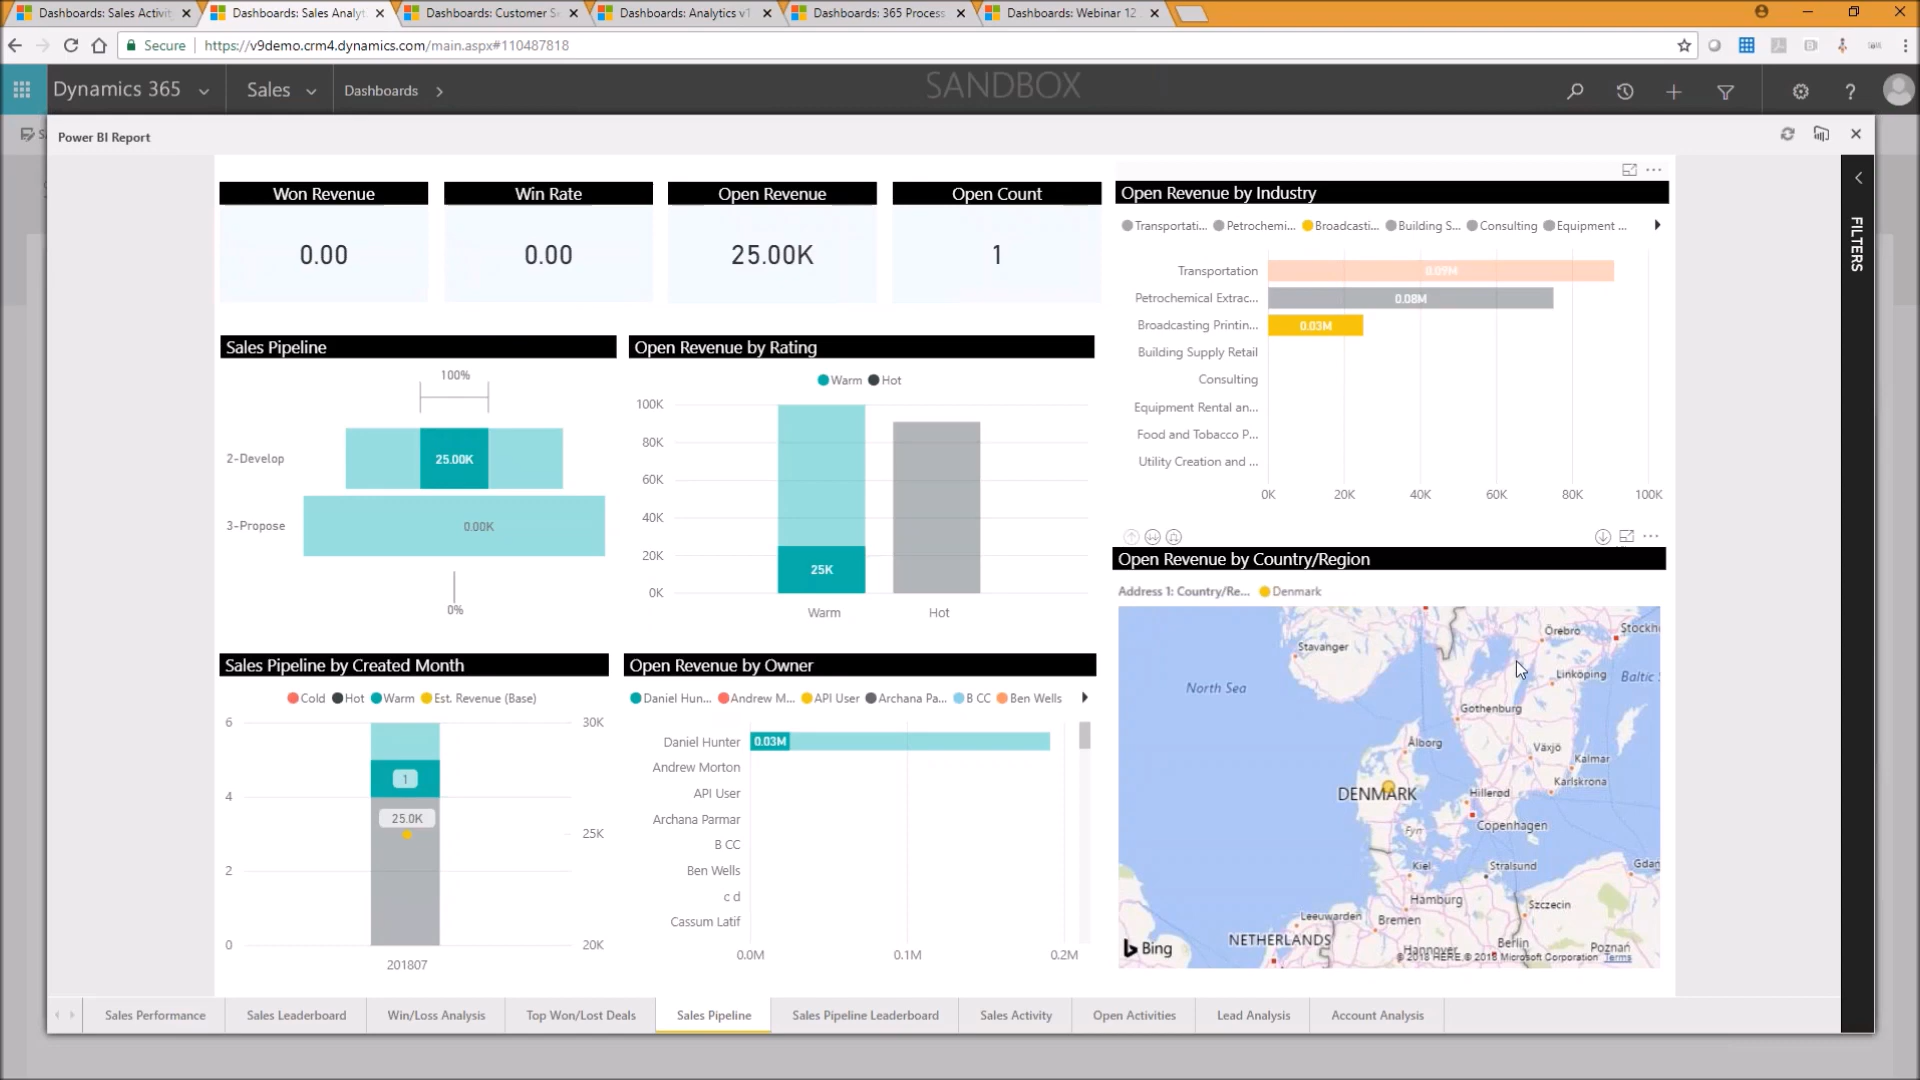 Dashboards: Sales Activit
Dashboards: Sales Analyt
Dashboards: Customer S
Dashboards: Analytics v1
Dashboards: 365 Process
Dashboards: Webinar 12
Secure
https://v9demo.crm4.dynamics.com/main.aspx#110487818
Dynamics 365
Sales
Dashboards
SANDBOX
Power BI Report
FILTERS
Won Revenue
0.00
Win Rate
0.00
Open Revenue
25.00K
Open Count
1
Open Revenue by Industry
Transportati... Petrochemi... Broadcasti... Building S... Consulting Equipment ...
Transportation 0.09M
Petrochemical Extrac... 0.08M
Broadcasting Printin... 0.03M
Building Supply Retail
Consulting
Equipment Rental an...
Food and Tobacco P...
Utility Creation and ...
0K 20K 40K 60K 80K 100K
Sales Pipeline
100%
2-Develop 25.00K
3-Propose 0.00K
0%
Open Revenue by Rating
Warm Hot
100K
80K
60K
40K
20K
0K
25K
Warm Hot
Open Revenue by Country/Region
Address 1: Country/Re... Denmark
Örebro
Stockh
Stavanger
Linköping
North Sea
Baltic
Gothenburg
Ålborg
Växjö
Kalmar
Karlskrona
DENMARK
Hillerød
Copenhagen
Fyn
Kiel
Stralsund
Gdan
Hamburg
Szczecin
Leeuwarden
Bremen
NETHERLANDS
Hannover
Berlin
Poznań
Bing
© 2018 HERE, © 2018 Microsoft Corporation Terms
Sales Pipeline by Created Month
Cold Hot Warm Est. Revenue (Base)
6
4
2
0
30K
25K
20K
1
25.0K
201807
Open Revenue by Owner
Daniel Hun... Andrew M... API User Archana Pa... B CC Ben Wells
Daniel Hunter 0.03M
Andrew Morton
API User
Archana Parmar
B CC
Ben Wells
c d
Cassum Latif
0.0M 0.1M 0.2M
Sales Performance
Sales Leaderboard
Win/Loss Analysis
Top Won/Lost Deals
Sales Pipeline
Sales Pipeline Leaderboard
Sales Activity
Open Activities
Lead Analysis
Account Analysis